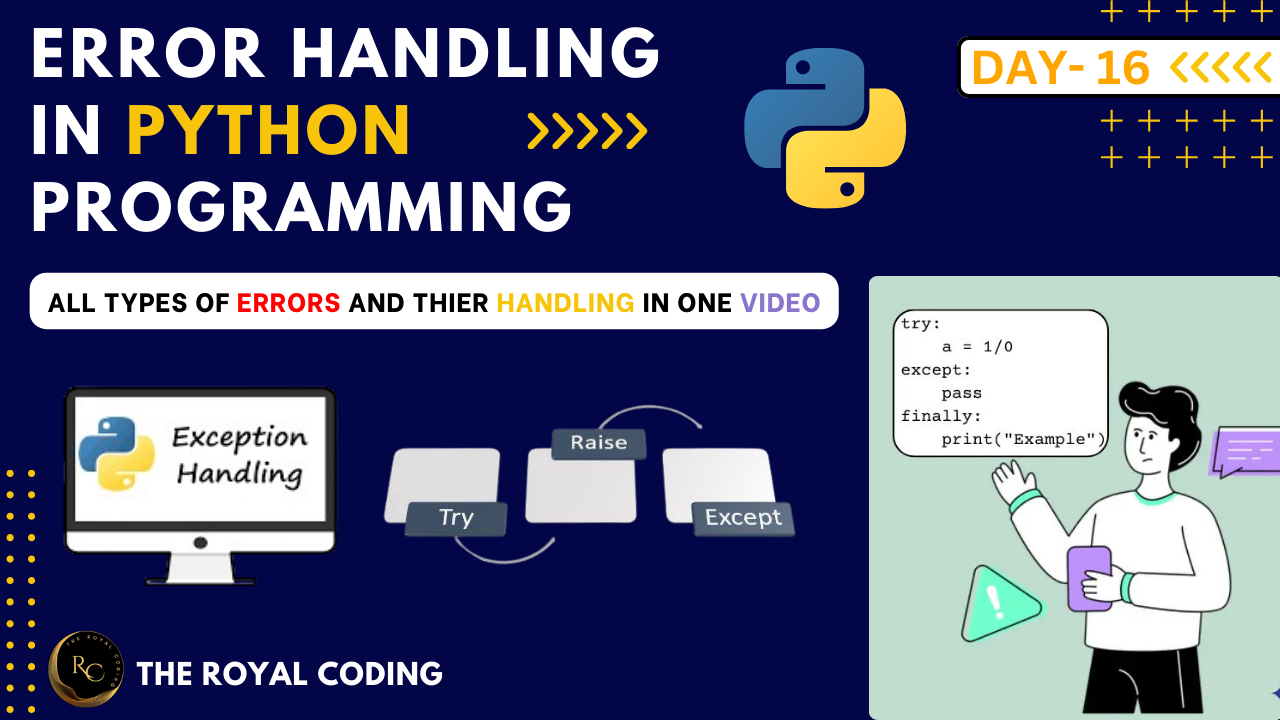 ERROR HANDLING
IN PYTHON >>>>>
PROGRAMMING
DAY- 16 <<<<<
ALL TYPES OF ERRORS AND THIER HANDLING IN ONE VIDEO
try:
a = 1/0
except:
pass
finally:
print("Example")
Exception
Handling
Try
Raise
Except
RC
THE ROYAL CODING
THE ROYAL CODING